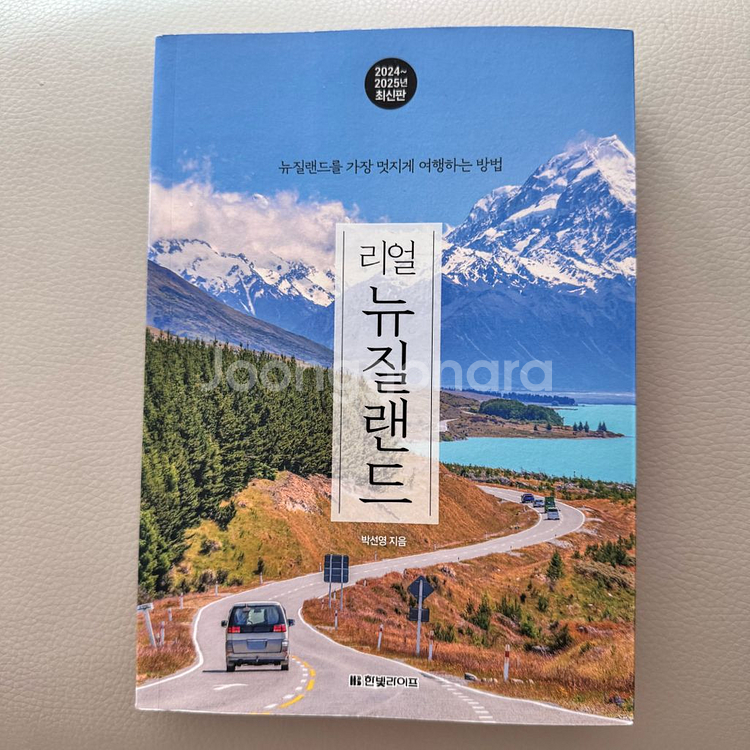 2024~
2025년
최신판
뉴질랜드를 가장 멋지게 여행하는 방법
리얼
뉴질랜드
Joongonara
박선영 지음
HB 한빛라이프